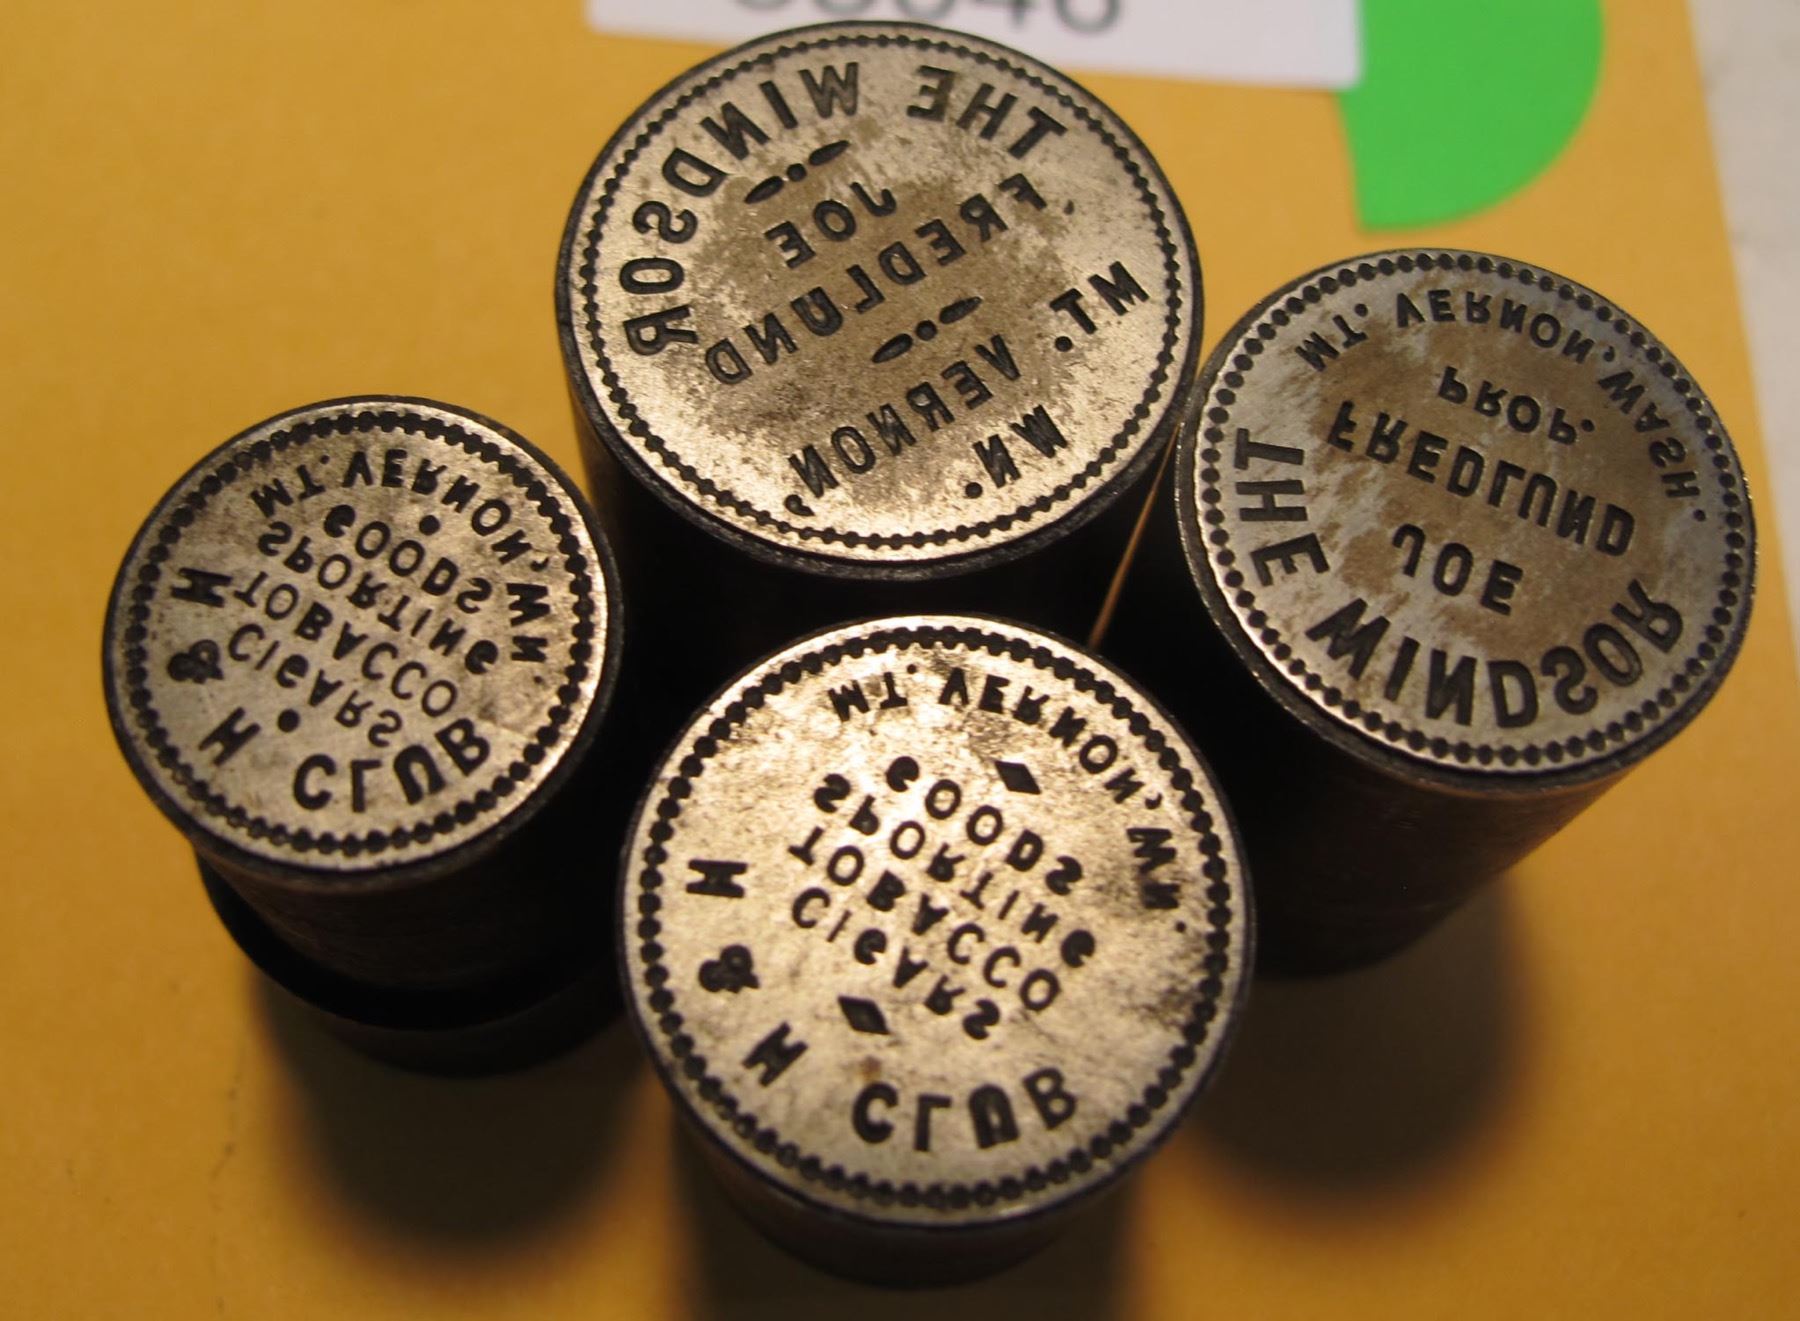 THE WINDSOR
JOE
FREDLUND
MT. VERNON, WN.
THE WINDSOR
JOE
FREDLUND
PROP.
MT. VERNON, WASH.
H & H CLUB
CIGARS
TOBACCO
SPORTING
GOODS
MT. VERNON, WN.
H & H CLUB
CIGARS
TOBACCO
SPORTING
GOODS
MT. VERNON, WN.